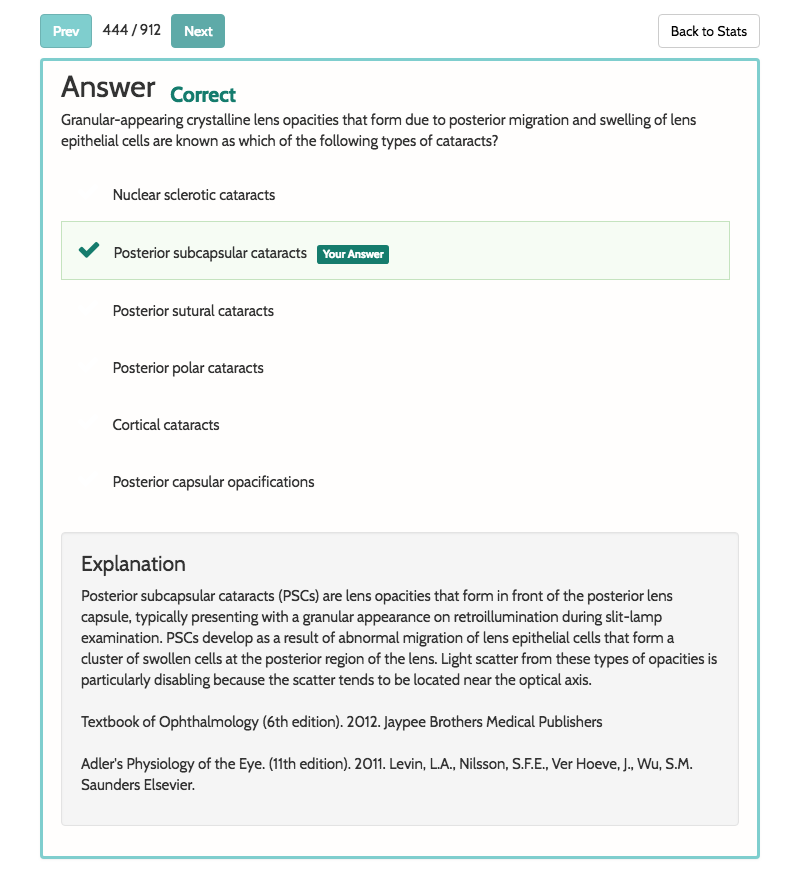 Prev 444 / 912 Next Back to Stats
Answer Correct
Granular-appearing crystalline lens opacities that form due to posterior migration and swelling of lens
epithelial cells are known as which of the following types of cataracts?
Nuclear sclerotic cataracts
Posterior subcapsular cataracts Your Answer
Posterior sutural cataracts
Posterior polar cataracts
Cortical cataracts
Posterior capsular opacifications
Explanation
Posterior subcapsular cataracts (PSCs) are lens opacities that form in front of the posterior lens
capsule, typically presenting with a granular appearance on retroillumination during slit-lamp
examination. PSCs develop as a result of abnormal migration of lens epithelial cells that form a
cluster of swollen cells at the posterior region of the lens. Light scatter from these types of opacities is
particularly disabling because the scatter tends to be located near the optical axis.
Textbook of Ophthalmology (6th edition). 2012. Jaypee Brothers Medical Publishers
Adler's Physiology of the Eye. (11th edition). 2011. Levin, L.A., Nilsson, S.F.E., Ver Hoeve, J., Wu, S.M.
Saunders Elsevier.